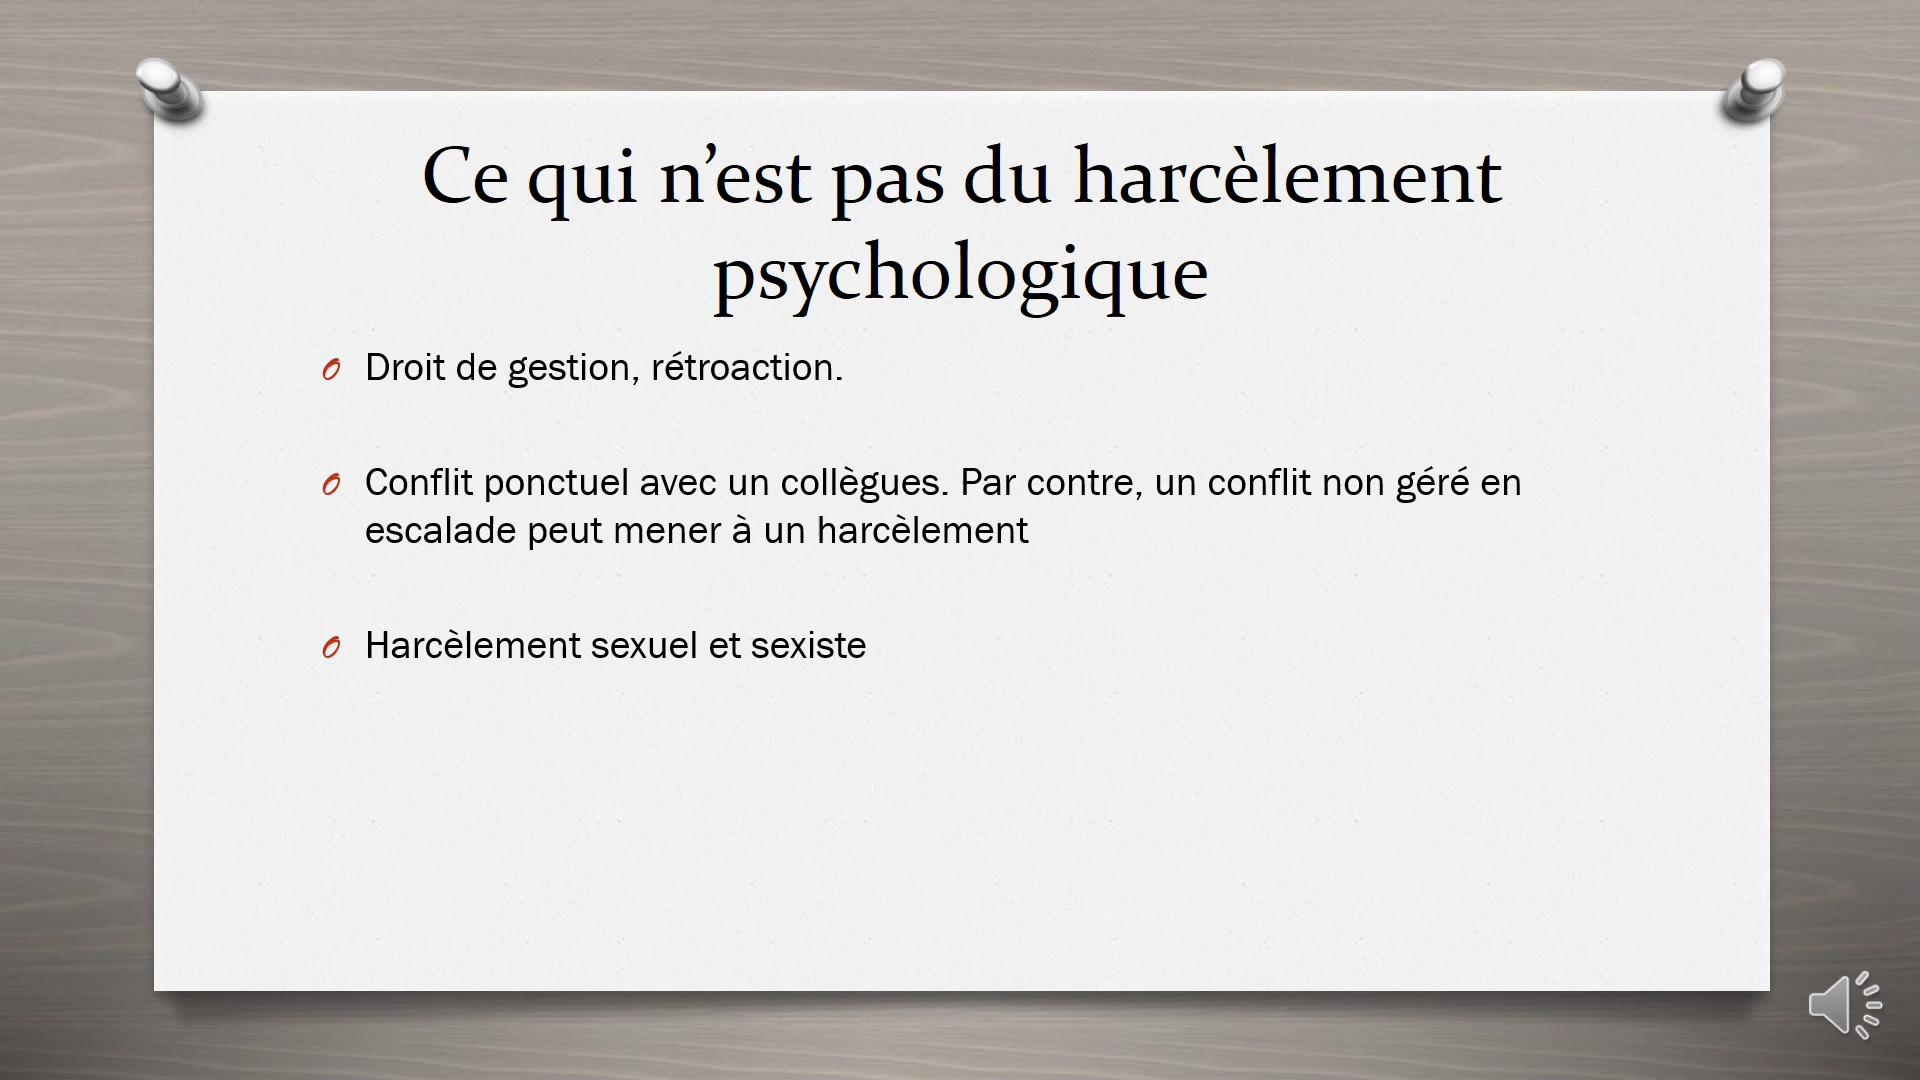 Ce qui n’est pas du harcèlement
psychologique
Droit de gestion, rétroaction.
Conflit ponctuel avec un collègues. Par contre, un conflit non géré en
escalade peut mener à un harcèlement
Harcèlement sexuel et sexiste